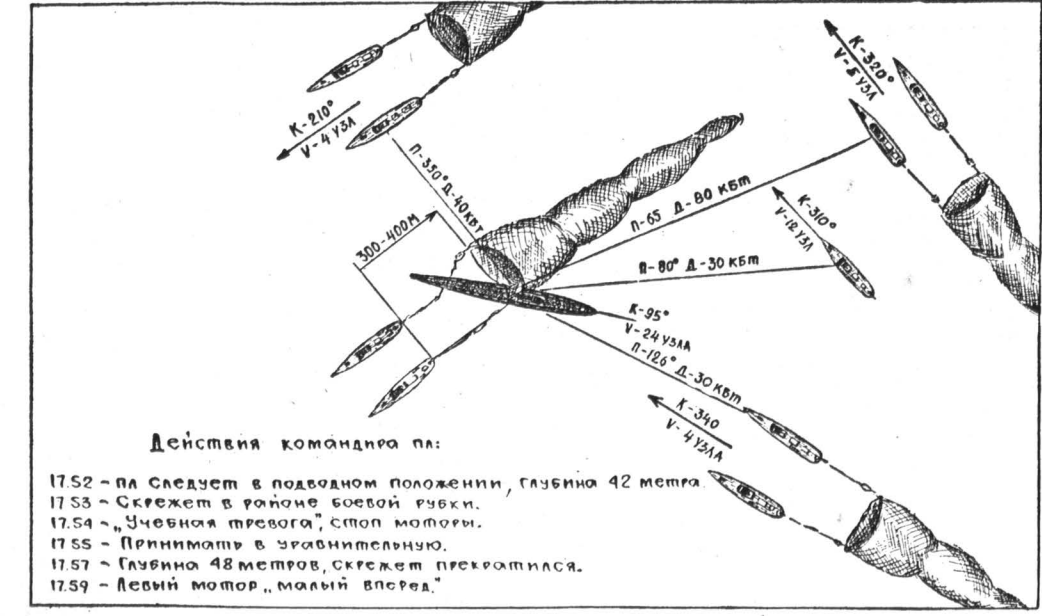 К-210°
V-4 УЗЛ
К-320°
V-5 УЗЛ
П-350° Д-40 КБТ
300-400М
П-65 Д-80 КБТ
К-310°
V-12 УЗЛ
П-80° Д-30 КБТ
К-95°
V-24 УЗЛА
П-126° Д-30 КБТ
К-340
V-4 УЗЛА
Действия командира ПЛ:
17.52 - ПЛ следует в подводном положении, глубина 42 метра.
17 53 - Скрежет в районе боевой рубки.
17.54 - „Учебная тревога", стоп моторы.
17 55 - Принимать в уравнительную.
17.57 - Глубина 48 метров, скрежет прекратился.
17.59 - Левый мотор „малый вперед."